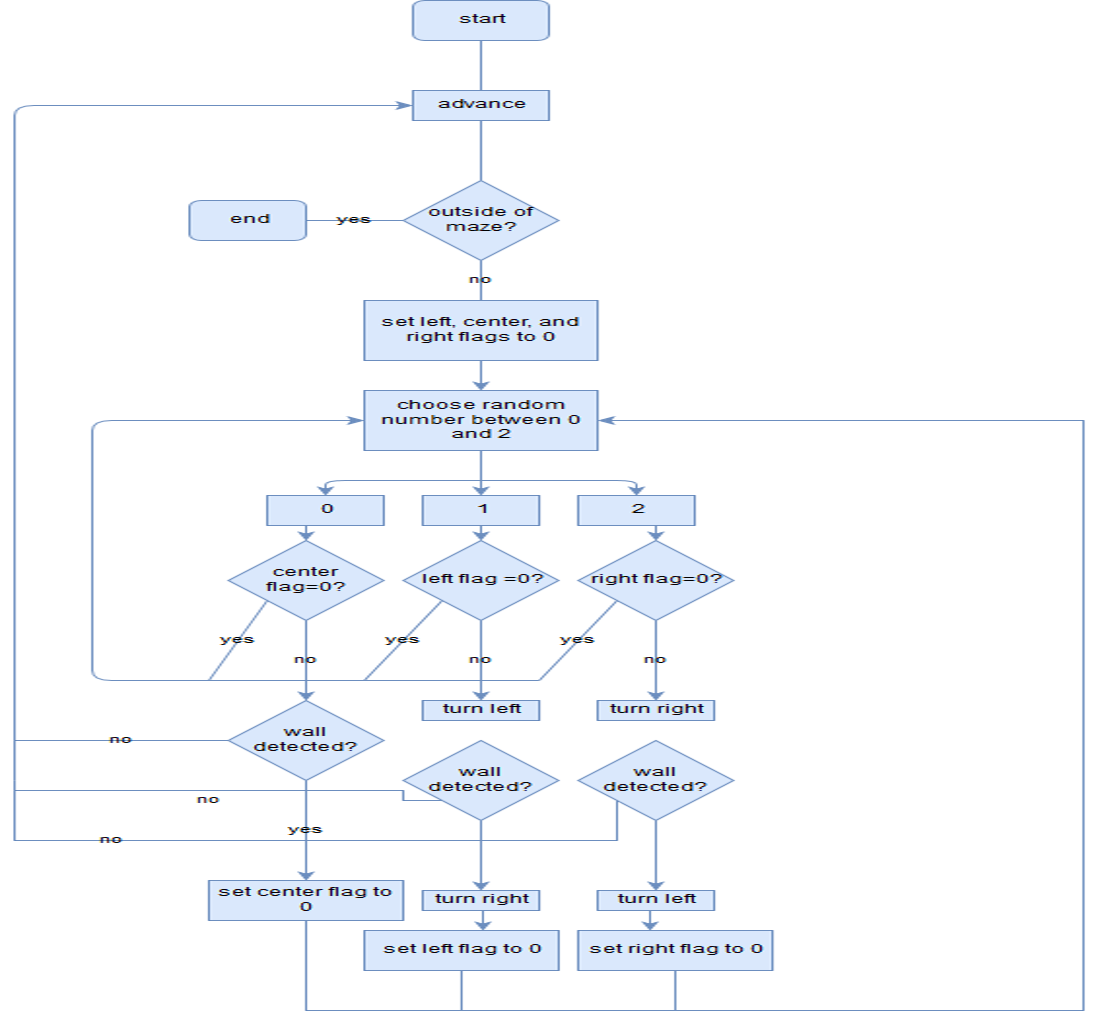 start
advance
outside of
maze?
yes
end
no
set left, center, and
right flags to 0
choose random
number between 0
and 2
0
1
2
center
flag=0?
left flag =0?
right flag=0?
yes
yes
yes
no
no
no
turn left
turn right
wall
detected?
no
wall
detected?
wall
detected?
no
yes
no
set center flag to
0
turn right
turn left
set left flag to 0
set right flag to 0